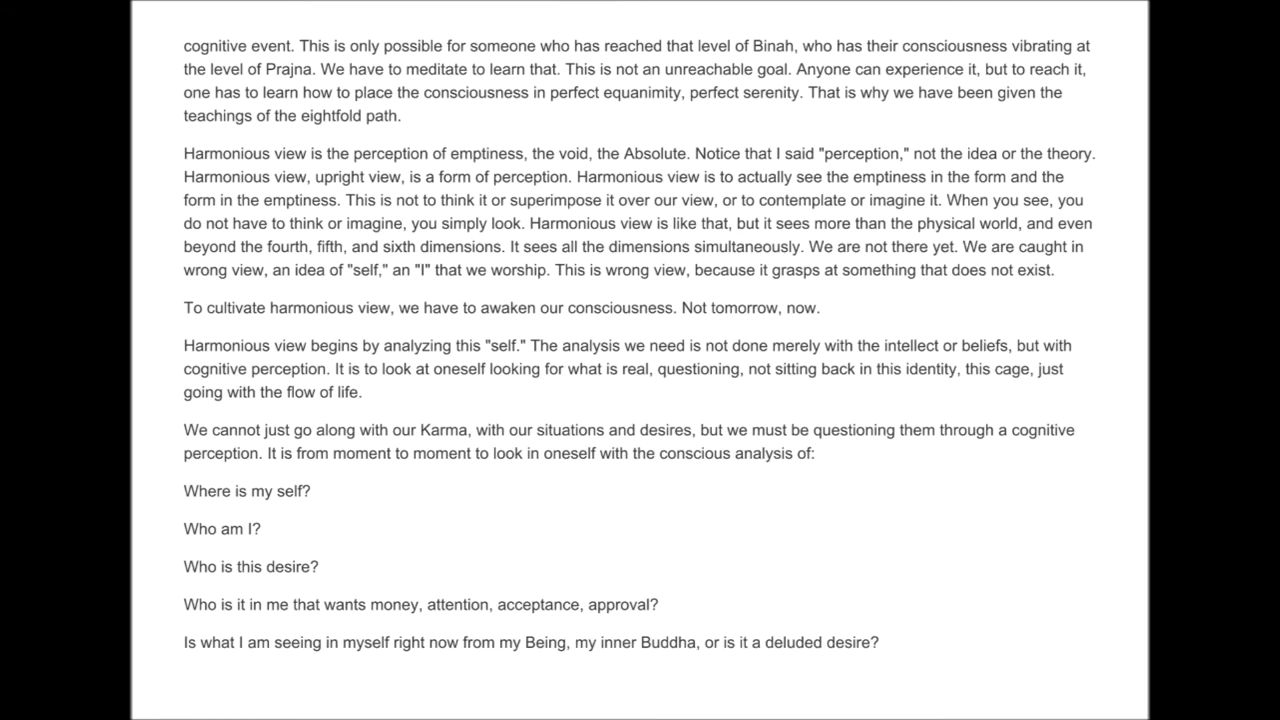 cognitive event. This is only possible for someone who has reached that level of Binah, who has their consciousness vibrating at
the level of Prajna. We have to meditate to learn that. This is not an unreachable goal. Anyone can experience it, but to reach it,
one has to learn how to place the consciousness in perfect equanimity, perfect serenity. That is why we have been given the
teachings of the eightfold path.
Harmonious view is the perception of emptiness, the void, the Absolute. Notice that I said "perception," not the idea or the theory.
Harmonious view, upright view, is a form of perception. Harmonious view is to actually see the emptiness in the form and the
form in the emptiness. This is not to think it or superimpose it over our view, or to contemplate or imagine it. When you see, you
do not have to think or imagine, you simply look. Harmonious view is like that, but it sees more than the physical world, and even
beyond the fourth, fifth, and sixth dimensions. It sees all the dimensions simultaneously. We are not there yet. We are caught in
wrong view, an idea of "self," an "I" that we worship. This is wrong view, because it grasps at something that does not exist.
To cultivate harmonious view, we have to awaken our consciousness. Not tomorrow, now.
Harmonious view begins by analyzing this "self." The analysis we need is not done merely with the intellect or beliefs, but with
cognitive perception. It is to look at oneself looking for what is real, questioning, not sitting back in this identity, this cage, just
going with the flow of life.
We cannot just go along with our Karma, with our situations and desires, but we must be questioning them through a cognitive
perception. It is from moment to moment to look in oneself with the conscious analysis of:
Where is my self?
Who am I?
Who is this desire?
Who is it in me that wants money, attention, acceptance, approval?
Is what I am seeing in myself right now from my Being, my inner Buddha, or is it a deluded desire?